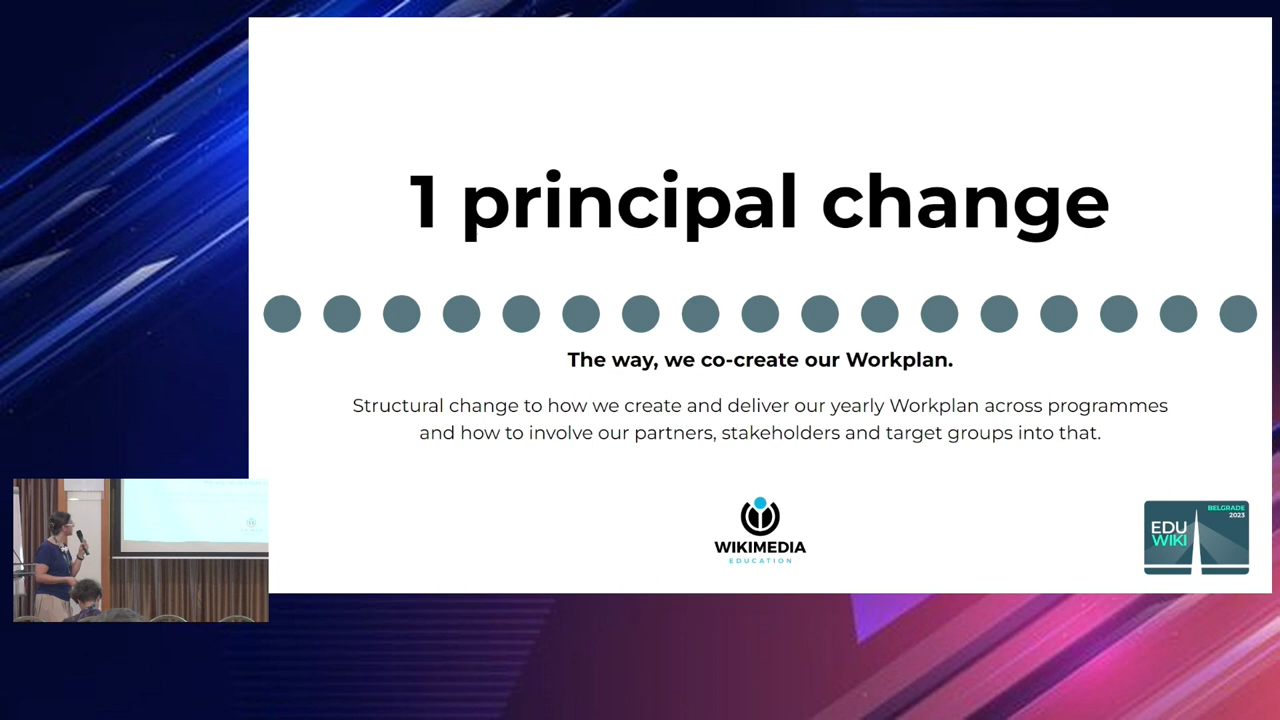 1 principal change
The way, we co-create our Workplan.
Structural change to how we create and deliver our yearly Workplan across programmes
and how to involve our partners, stakeholders and target groups into that.
WIKIMEDIA
EDUCATION
BELGRADE
2023
EDU
WIKI